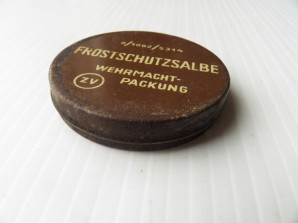 FROSTSCHUTZSALBE
WEHRMACHT-
ZV PACKUNG